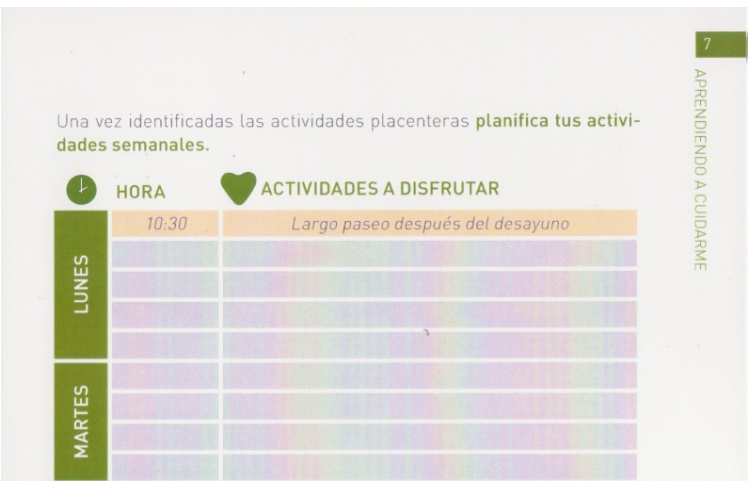 7
APRENDIENDO A CUIDARME
Una vez identificadas las actividades placenteras planifica tus activi-
dades semanales.
HORA
ACTIVIDADES A DISFRUTAR
LUNES
10:30
Largo paseo después del desayuno
MARTES